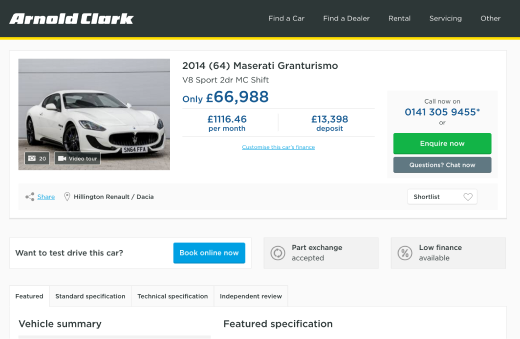 Arnold Clark
Find a Car Find a Dealer Rental Servicing Other
2014 (64) Maserati Granturismo
V8 Sport 2dr MC Shift
Only £66,988
£1116.46 £13,398
per month deposit
Customise this car's finance
Call now on
0141 305 9455*
or
Enquire now
Questions? Chat now
SN64 FFA
20 Video tour
Share Hillington Renault / Dacia
Shortlist
Want to test drive this car? Book online now
Part exchange
accepted
Low finance
available
Featured Standard specification Technical specification Independent review
Vehicle summary Featured specification